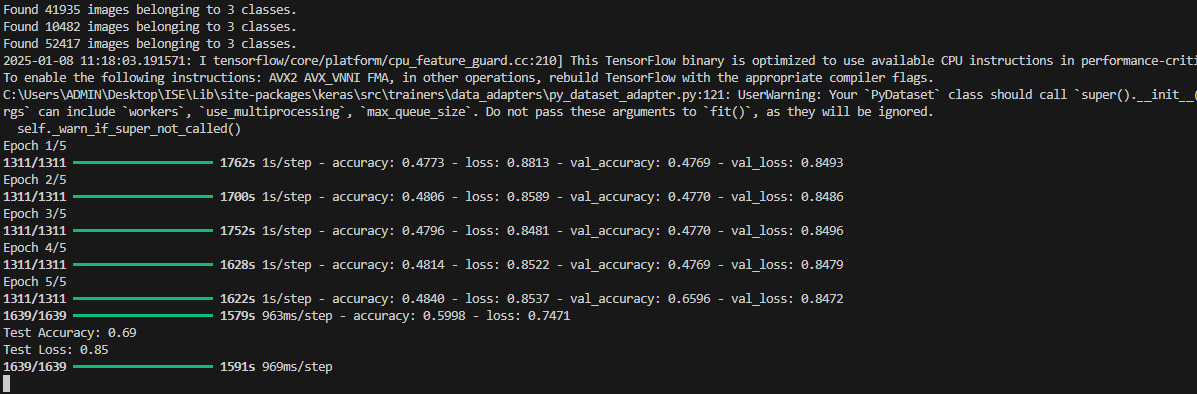 Found 41935 images belonging to 3 classes.
Found 10482 images belonging to 3 classes.
Found 52417 images belonging to 3 classes.
2025-01-08 11:18:03.191571: I tensorflow/core/platform/cpu_feature_guard.cc:210] This TensorFlow binary is optimized to use available CPU instructions in performance-criti
To enable the following instructions: AVX2 AVX_VNNI FMA, in other operations, rebuild TensorFlow with the appropriate compiler flags.
C:\Users\ADMIN\Desktop\ISE\Lib\site-packages\keras\src\trainers\data_adapters\py_dataset_adapter.py:121: UserWarning: Your `PyDataset` class should call `super().__init__(
rgs` can include `workers`, `use_multiprocessing`, `max_queue_size`. Do not pass these arguments to `fit()`, as they will be ignored.
  self._warn_if_super_not_called()
Epoch 1/5
1311/1311 1762s 1s/step - accuracy: 0.4773 - loss: 0.8813 - val_accuracy: 0.4769 - val_loss: 0.8493
Epoch 2/5
1311/1311 1700s 1s/step - accuracy: 0.4806 - loss: 0.8589 - val_accuracy: 0.4770 - val_loss: 0.8486
Epoch 3/5
1311/1311 1752s 1s/step - accuracy: 0.4796 - loss: 0.8481 - val_accuracy: 0.4770 - val_loss: 0.8496
Epoch 4/5
1311/1311 1628s 1s/step - accuracy: 0.4814 - loss: 0.8522 - val_accuracy: 0.4769 - val_loss: 0.8479
Epoch 5/5
1311/1311 1622s 1s/step - accuracy: 0.4840 - loss: 0.8537 - val_accuracy: 0.6596 - val_loss: 0.8472
1639/1639 1579s 963ms/step - accuracy: 0.5998 - loss: 0.7471
Test Accuracy: 0.69
Test Loss: 0.85
1639/1639 1591s 969ms/step